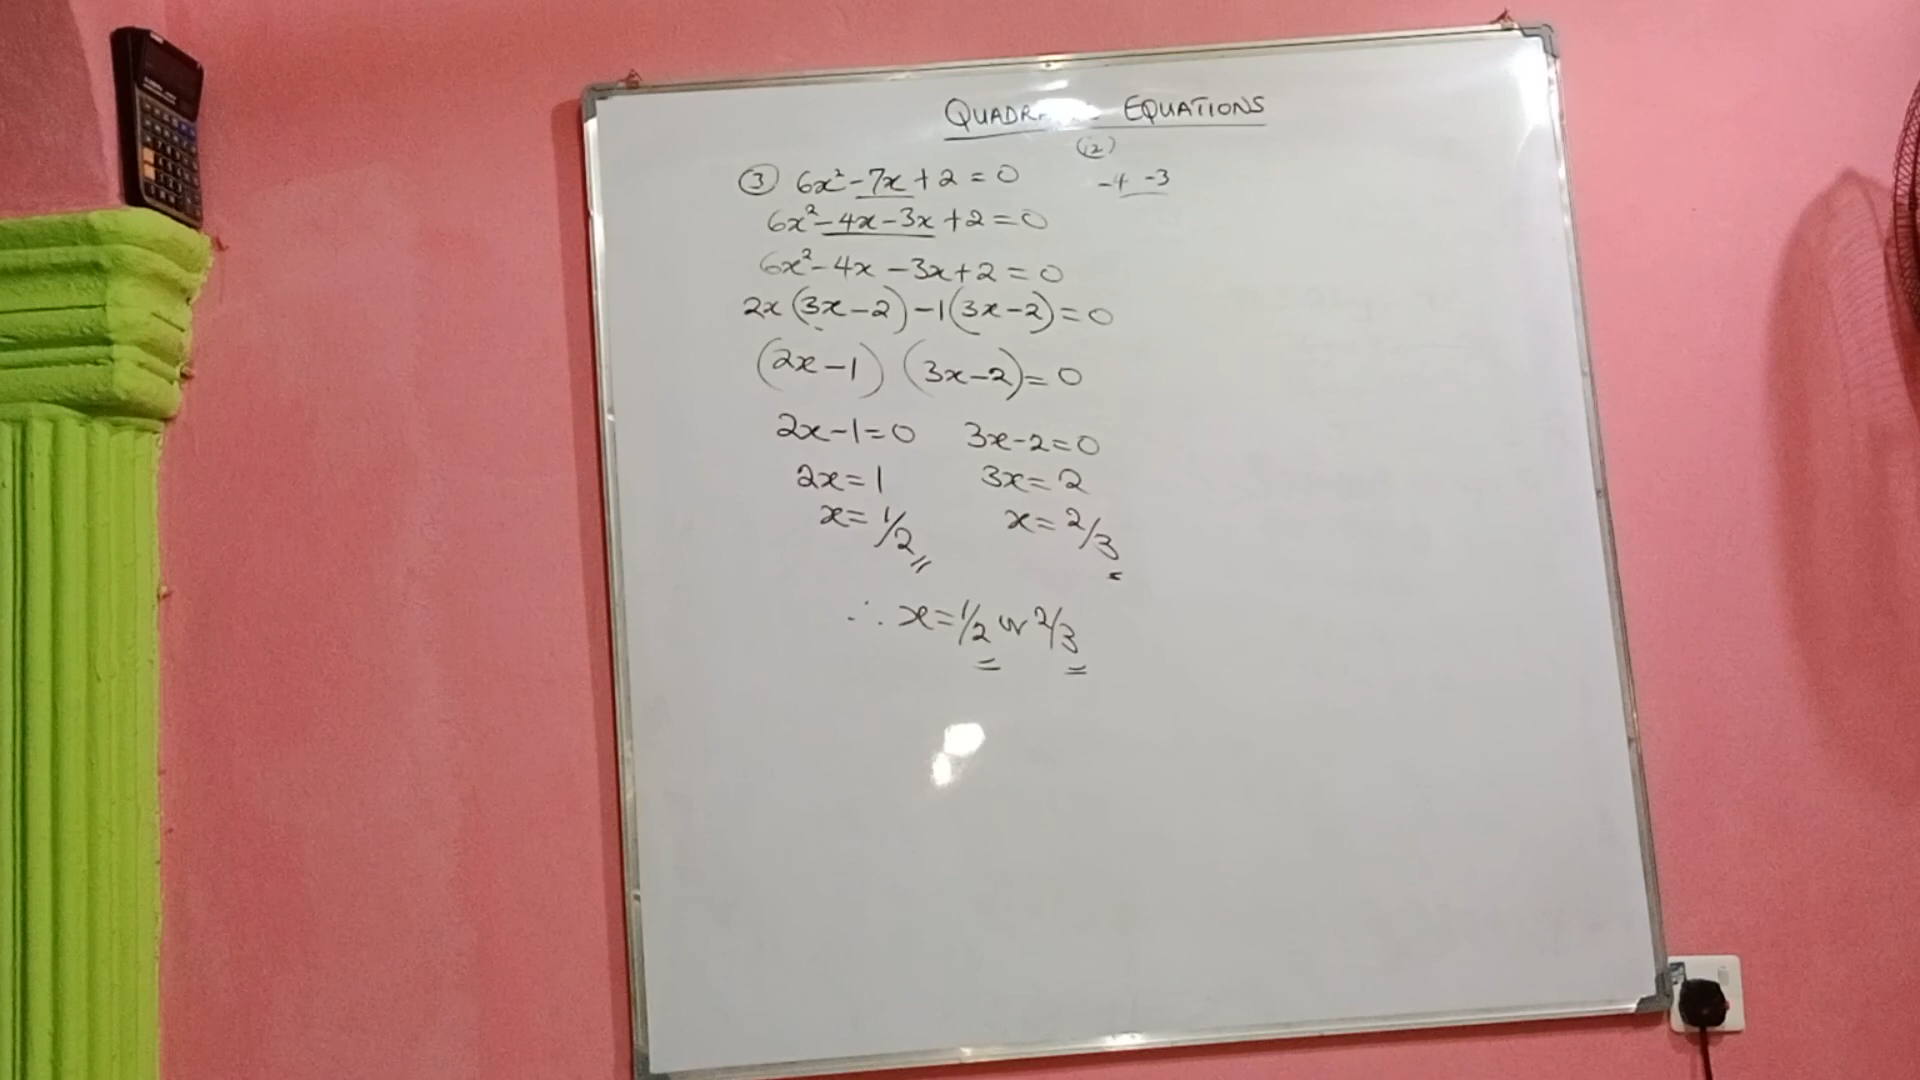 EQUATIONS
(12)
③ 6x² - 7x + 2 = 0
-4 -3
6x² - 4x - 3x + 2 = 0
6x² - 4x - 3x + 2 = 0
2x (3x - 2) - 1 (3x - 2) = 0
(2x - 1) (3x - 2) = 0
2x - 1 = 0 3x - 2 = 0
2x = 1 3x = 2
x = 1/2 x = 2/3
∴ x = 1/2 or 2/3